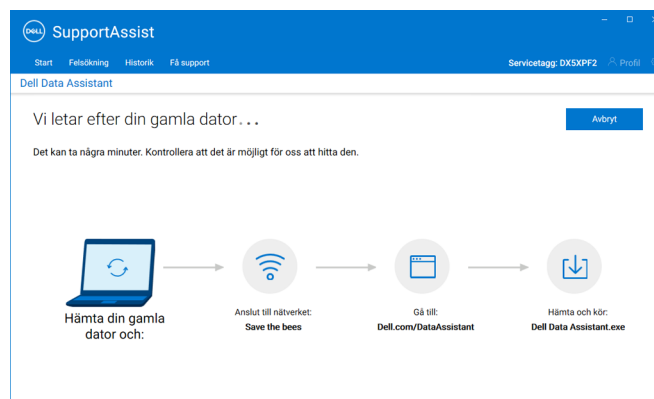 DELL SupportAssist
Start Felsökning Historik Få support Servicetagg: DX5XPF2 Profil
Dell Data Assistant
Vi letar efter din gamla dator...
Avbryt
Det kan ta några minuter. Kontrollera att det är möjligt för oss att hitta den.
Hämta din gamla
dator och:
Anslut till nätverket:
Save the bees
Gå till:
Dell.com/DataAssistant
Hämta och kör:
Dell Data Assistant.exe